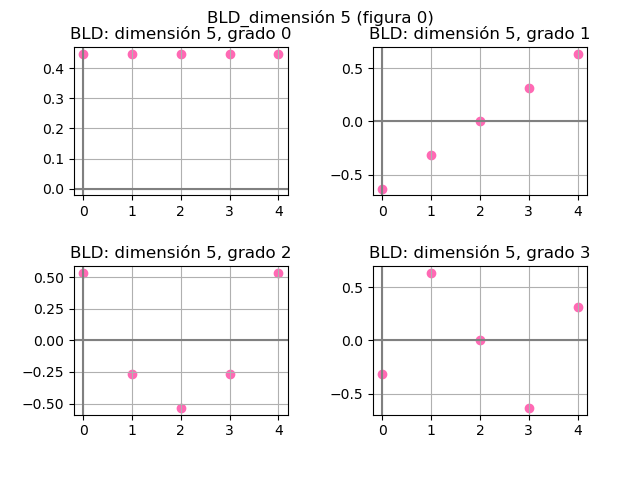 BLD_dimensión 5 (figura 0)
BLD: dimensión 5, grado 0
0.4
0.3
0.2
0.1
0.0
0 1 2 3 4
BLD: dimensión 5, grado 1
0.5
0.0
−0.5
0 1 2 3 4
BLD: dimensión 5, grado 2
0.50
0.25
0.00
−0.25
−0.50
0 1 2 3 4
BLD: dimensión 5, grado 3
0.5
0.0
−0.5
0 1 2 3 4